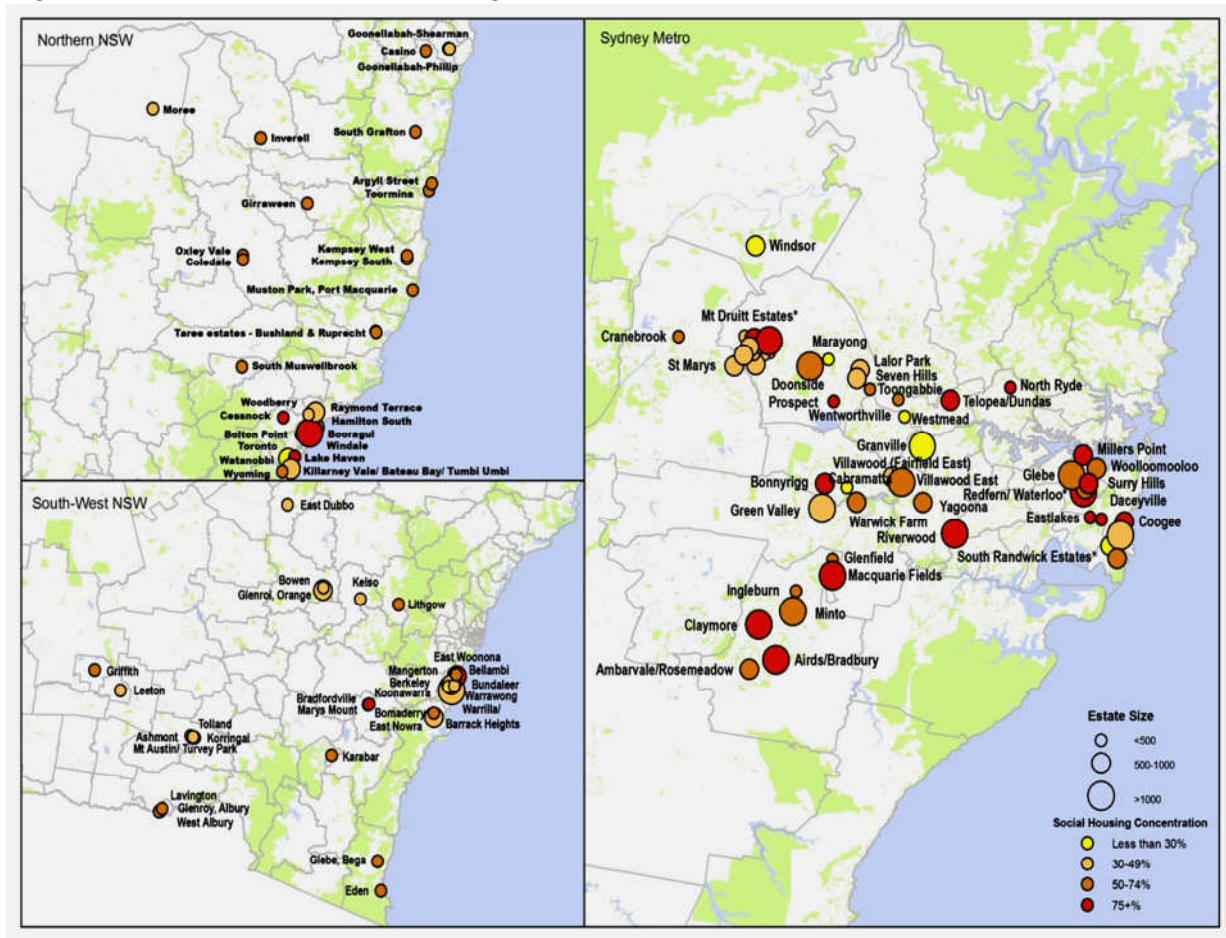 Northern NSW
Goonellabah-Shearman
Casino
Goonellabah-Phillip
Moree
Inverell
South Grafton
Argyll Street
Toormina
Girraween
Oxley Vale
Coledale
Kempsey West
Kempsey South
Muston Park, Port Macquarie
Taree estates - Bushland & Ruprecht
South Muswellbrook
Woodberry
Cessnock
Raymond Terrace
Hamilton South
Bolton Point
Booragul
Toronto
Windale
Watanobbi
Lake Haven
Wyoming
Killarney Vale/ Bateau Bay/ Tumbi Umbi
South-West NSW
East Dubbo
Bowen
Glenroi, Orange
Kelso
Lithgow
Griffith
Leeton
East Woonona
Mangerton
Bellambi
Berkeley
Bundaleer
Koonawarra
Warrawong
Bradfordville
Marys Mount
Warrilla/
Bomaderry
Barrack Heights
East Nowra
Tolland
Ashmont
Korringal
Mt Austin/ Turvey Park
Karabar
Lavington
Glenroy, Albury
West Albury
Glebe, Bega
Eden
Sydney Metro
Windsor
Cranebrook
Mt Druitt Estates*
Marayong
St Marys
Lalor Park
Doonside
Seven Hills
Toongabbie
North Ryde
Prospect
Telopea/Dundas
Wentworthville
Westmead
Granville
Millers Point
Villawood (Fairfield East)
Woolloomooloo
Bonnyrigg
Cabramatta
Villawood East
Glebe
Surry Hills
Redfern/ Waterloo*
Daceyville
Green Valley
Yagoona
Warwick Farm
Eastlakes
Coogee
Riverwood
South Randwick Estates*
Glenfield
Macquarie Fields
Ingleburn
Minto
Claymore
Airds/Bradbury
Ambarvale/Rosemeadow
Estate Size
<500
500-1000
>1000
Social Housing Concentration
Less than 30%
30-49%
50-74%
75+%